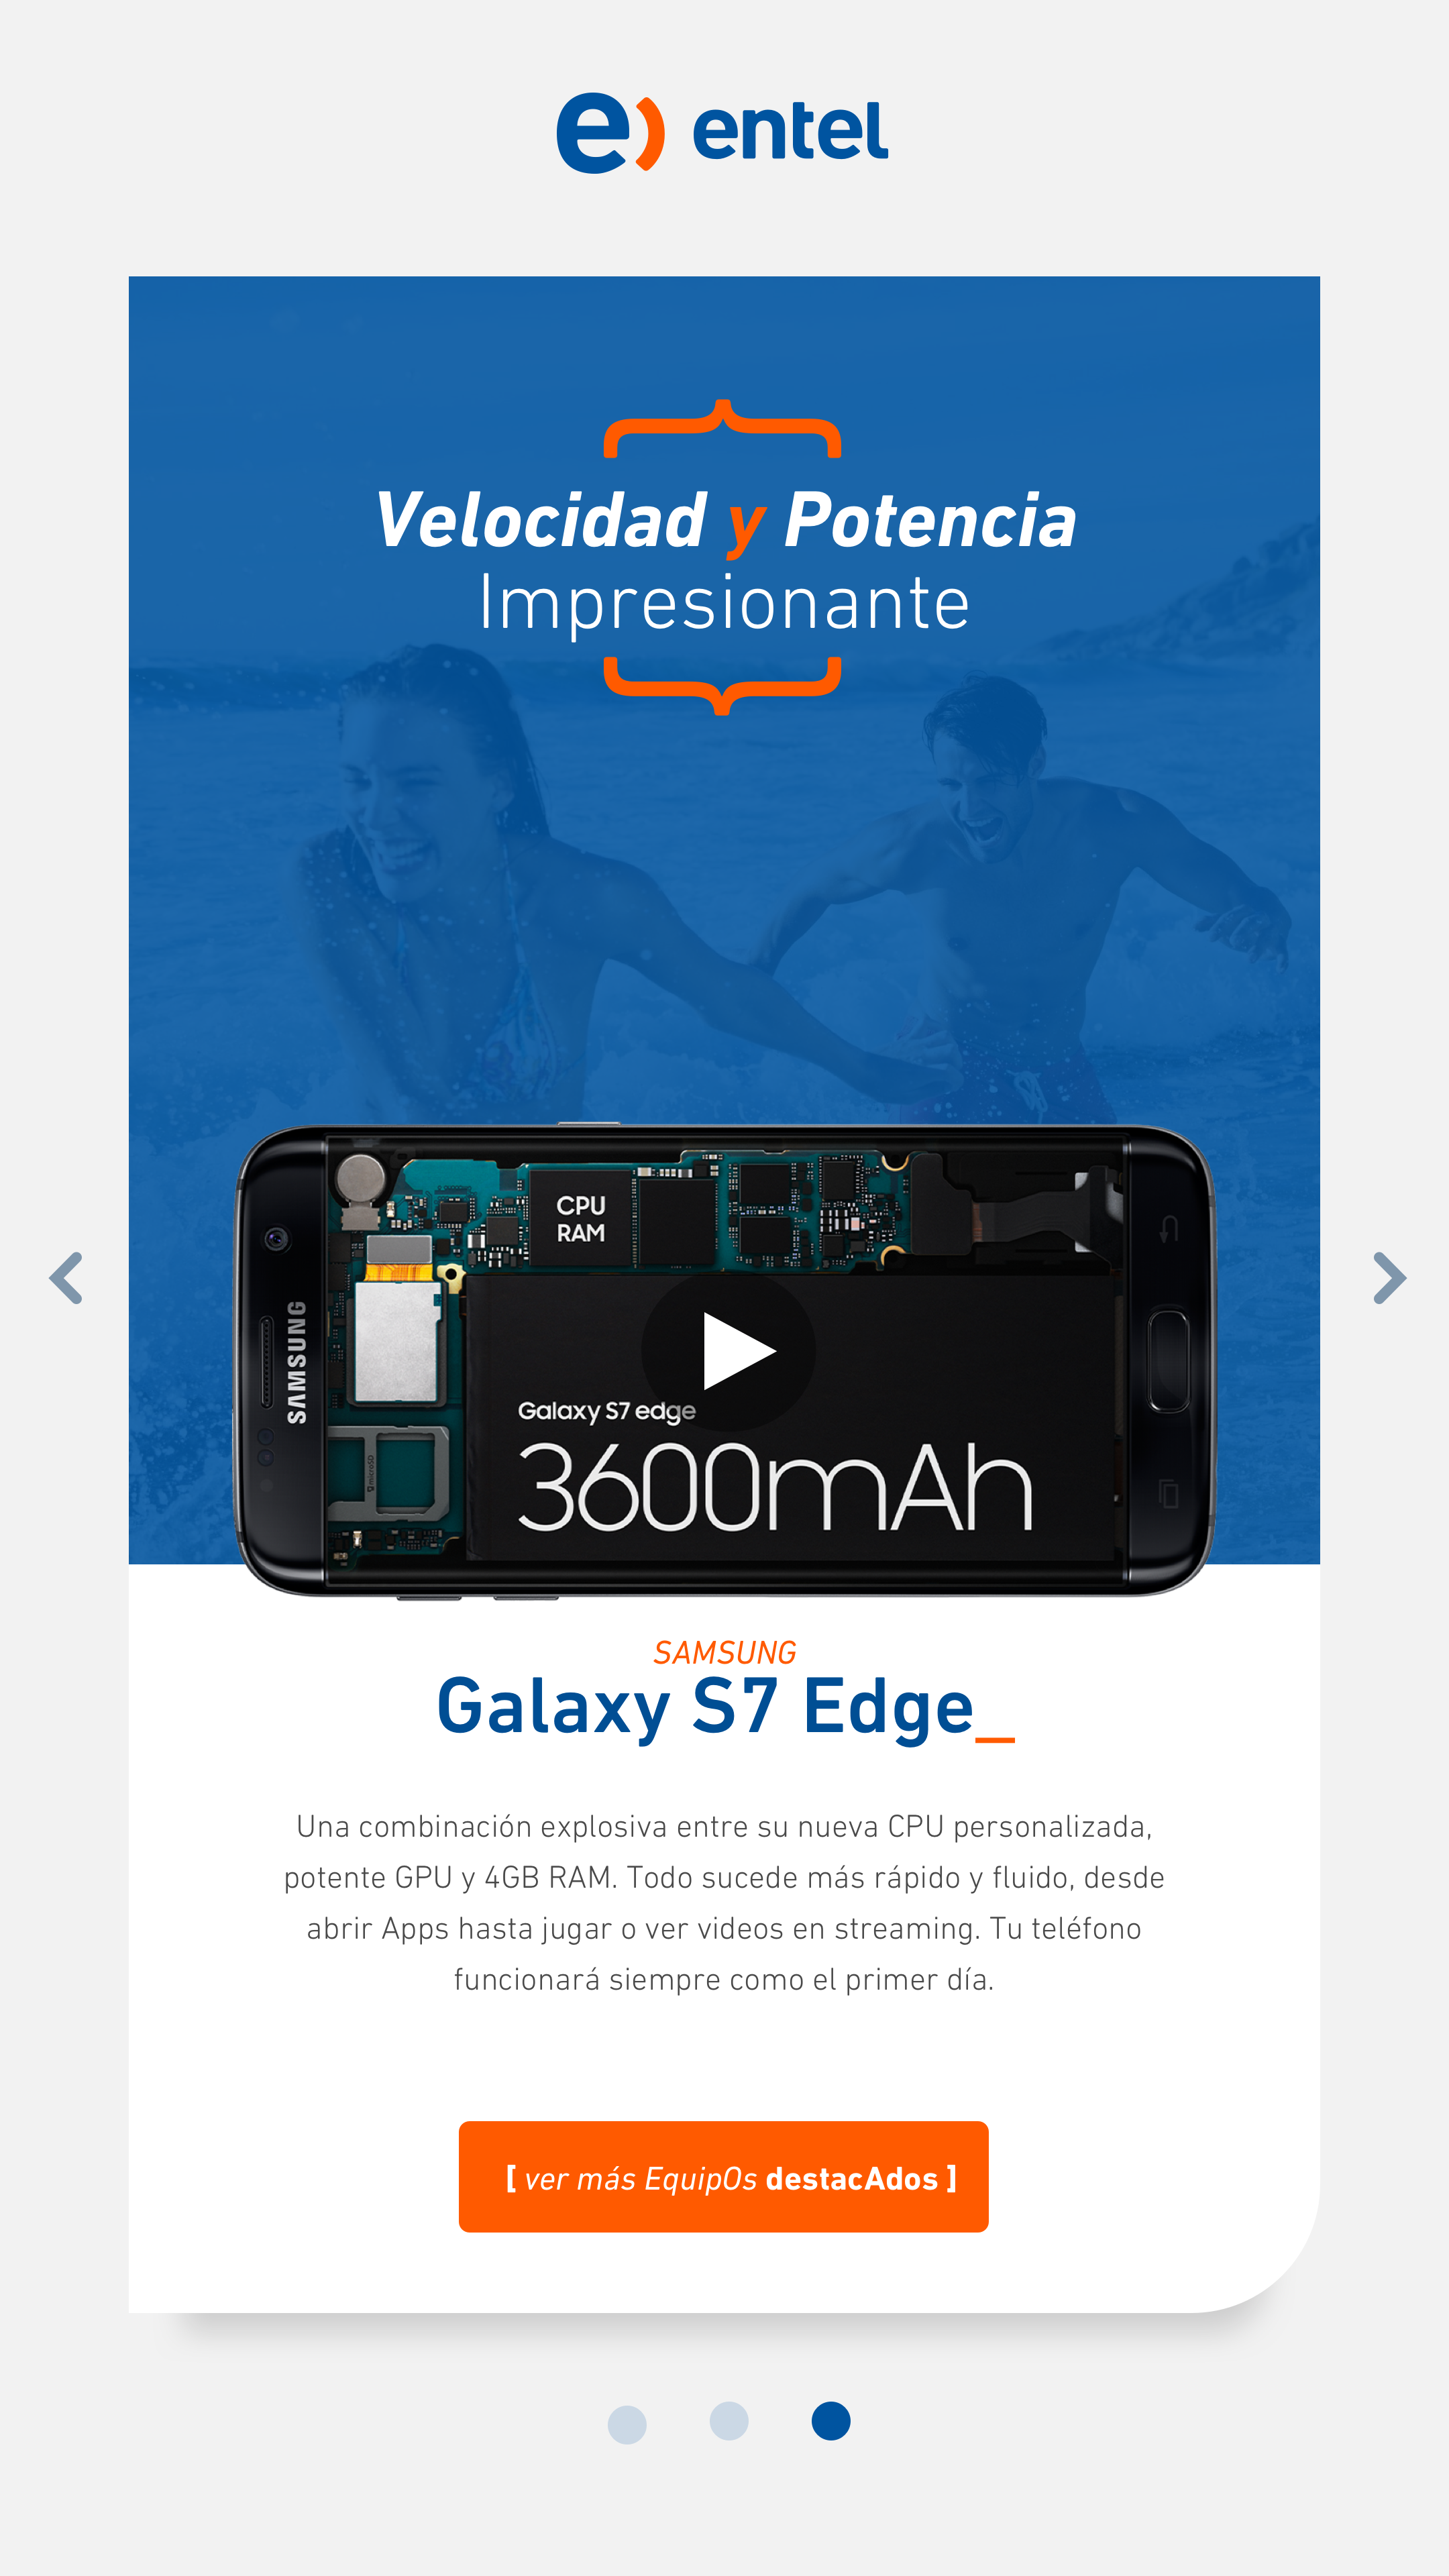 e) entel
Velocidad y Potencia
Impresionante
CPU
RAM
SAMSUNG
microSD
Galaxy S7 edge
3600mAh
SAMSUNG
Galaxy S7 Edge_
Una combinación explosiva entre su nueva CPU personalizada,
potente GPU y 4GB RAM. Todo sucede más rápido y fluido, desde
abrir Apps hasta jugar o ver videos en streaming. Tu teléfono
funcionará siempre como el primer día.
[ ver más EquipOs destacAdos ]